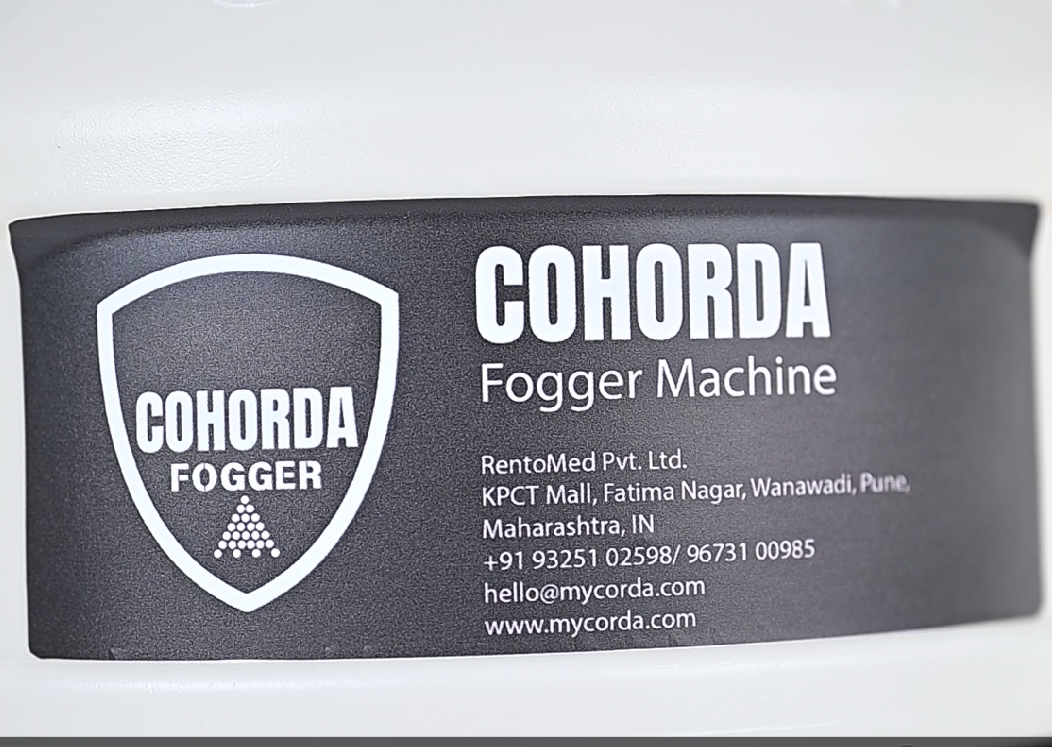 COHORDA
FOGGER
COHORDA
Fogger Machine
RentoMed Pvt. Ltd.
KPCT Mall, Fatima Nagar, Wanawadi, Pune,
Maharashtra, IN
+91 93251 02598/ 96731 00985
hello@mycorda.com
www.mycorda.com